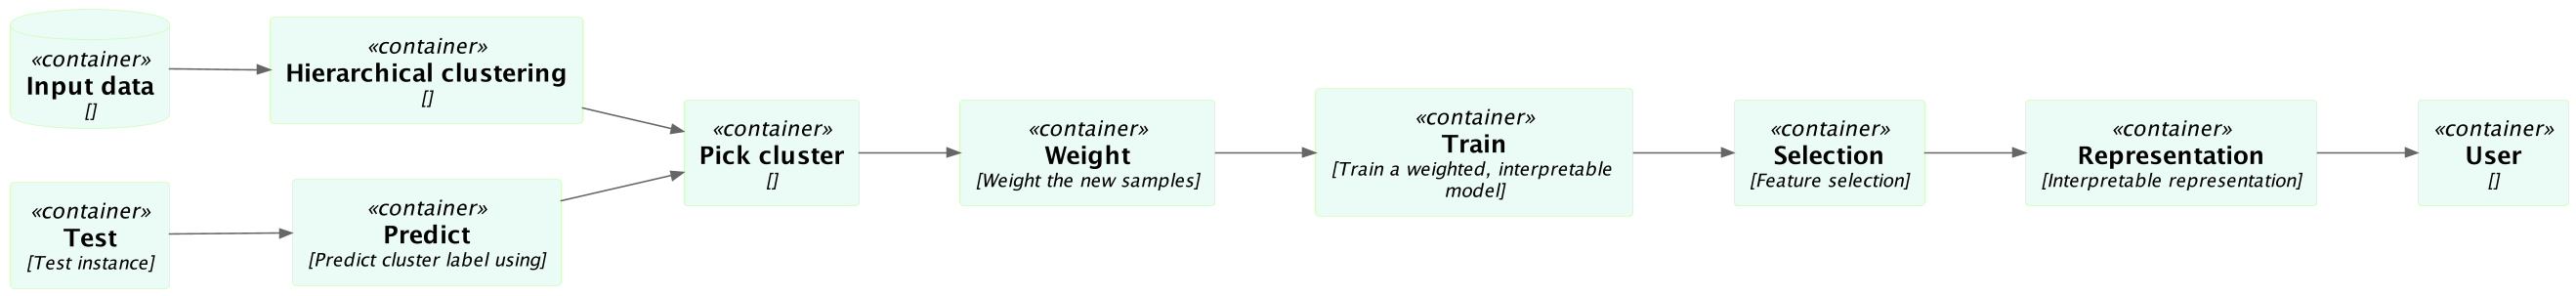 «container»
Input data
[]
«container»
Hierarchical clustering
[]
«container»
Test
[Test instance]
«container»
Predict
[Predict cluster label using]
«container»
Pick cluster
[]
«container»
Weight
[Weight the new samples]
«container»
Train
[Train a weighted, interpretable
model]
«container»
Selection
[Feature selection]
«container»
Representation
[Interpretable representation]
«container»
User
[]